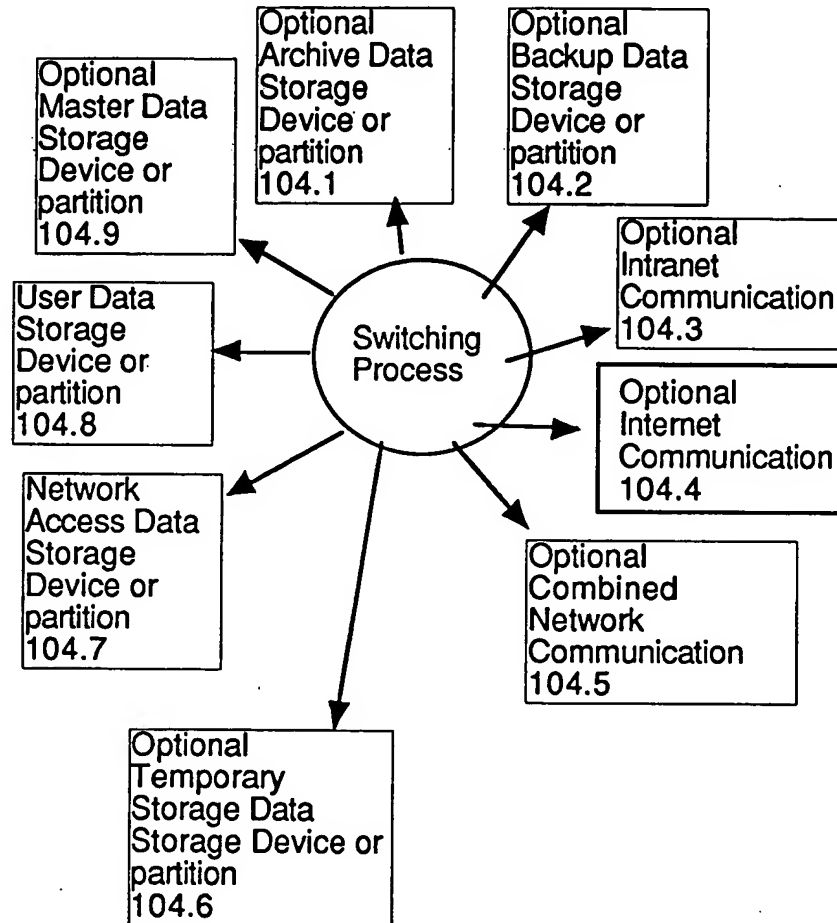 Optional
Archive Data
Storage
Device or
partition
104.1
Optional
Backup Data
Storage
Device or
partition
104.2
Optional
Master Data
Storage
Device or
partition
104.9
Optional
Intranet
Communication
104.3
User Data
Storage
Device or
partition
104.8
Switching
Process
Optional
Internet
Communication
104.4
Network
Access Data
Storage
Device or
partition
104.7
Optional
Combined
Network
Communication
104.5
Optional
Temporary
Storage Data
Storage Device or
partition
104.6